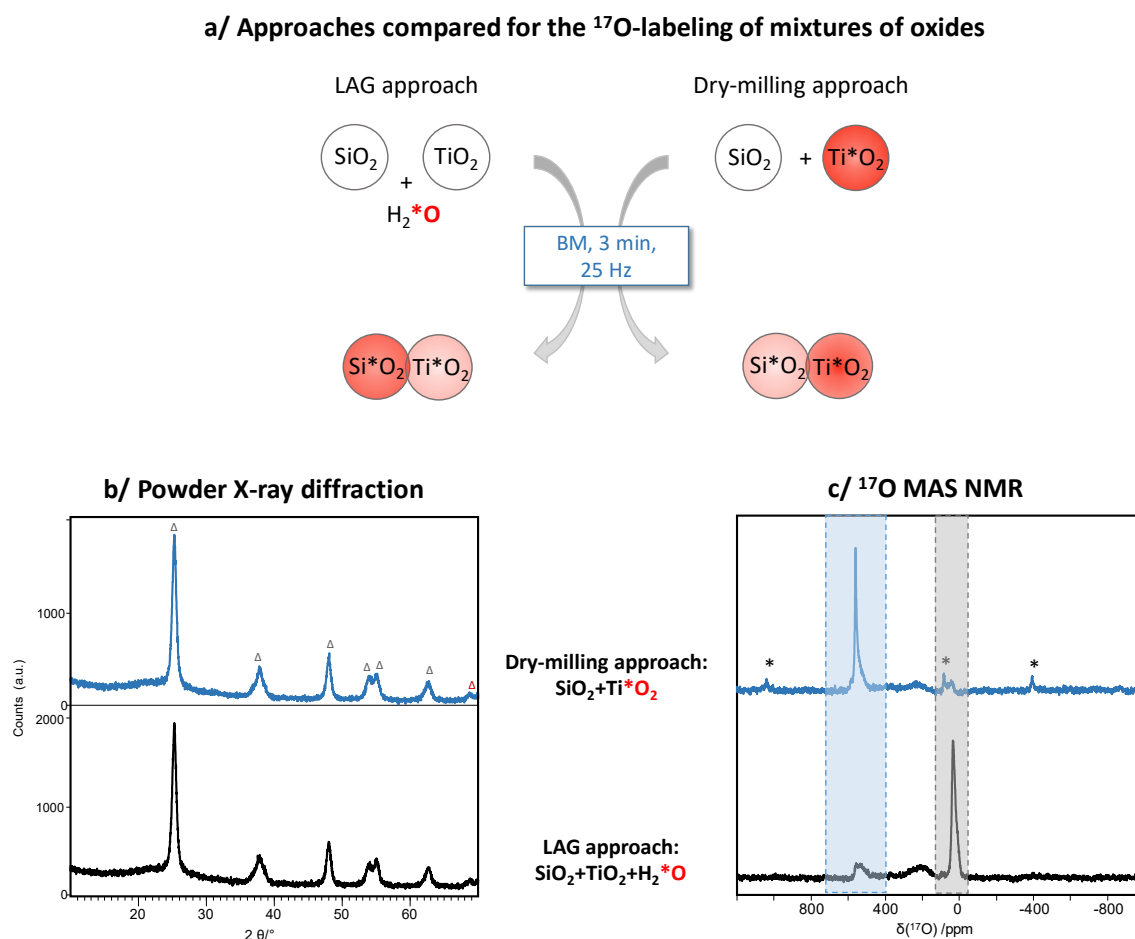 a/ Approaches compared for the ¹⁷O-labeling of mixtures of oxides
LAG approach
Dry-milling approach
SiO₂
TiO₂
+
H₂*O
SiO₂
+
Ti*O₂
BM, 3 min,
25 Hz
Si*O₂
Ti*O₂
Si*O₂
Ti*O₂
b/ Powder X-ray diffraction
c/ ¹⁷O MAS NMR
Δ
Δ
Δ
Δ
Δ
Δ
Δ
1000
0
2000
1000
0
Counts (a.u.)
20
30
40
50
60
2 θ/°
Dry-milling approach:
SiO₂+Ti*O₂
LAG approach:
SiO₂+TiO₂+H₂*O
*
*
*
800
400
0
-400
-800
δ(¹⁷O) /ppm